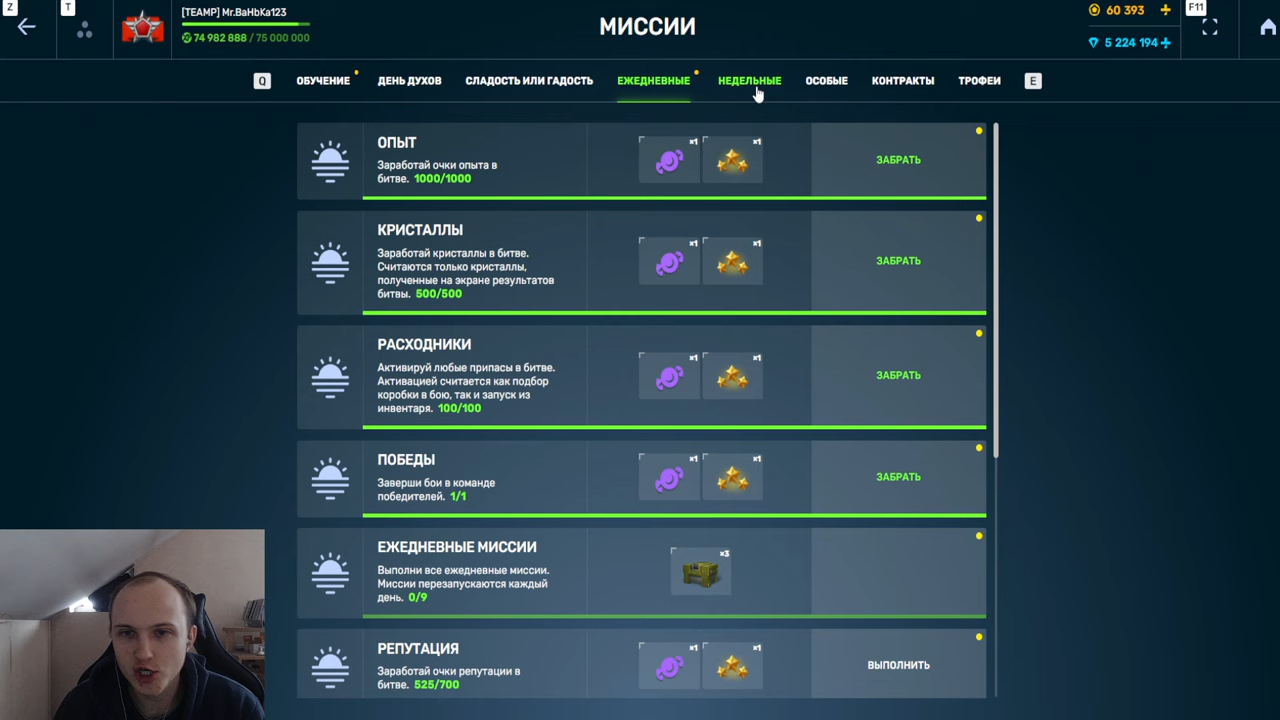 Z
T
[TEAMP] Mr.BaHbKa123
74 982 888 / 75 000 000
МИССИИ
60 393
5 224 194
F11
Q
ОБУЧЕНИЕ
ДЕНЬ ДУХОВ
СЛАДОСТЬ ИЛИ ГАДОСТЬ
ЕЖЕДНЕВНЫЕ
НЕДЕЛЬНЫЕ
ОСОБЫЕ
КОНТРАКТЫ
ТРОФЕИ
E
ОПЫТ
Заработай очки опыта в
битве. 1000/1000
x1
x1
ЗАБРАТЬ
КРИСТАЛЛЫ
Заработай кристаллы в битве.
Считаются только кристаллы,
полученные на экране результатов
битвы. 500/500
x1
x1
ЗАБРАТЬ
РАСХОДНИКИ
Активируй любые припасы в битве.
Активацией считается как подбор
коробки в бою, так и запуск из
инвентаря. 100/100
x1
x1
ЗАБРАТЬ
ПОБЕДЫ
Заверши бои в команде
победителей. 1/1
x1
x1
ЗАБРАТЬ
ЕЖЕДНЕВНЫЕ МИССИИ
Выполни все ежедневные миссии.
Миссии перезапускаются каждый
день. 0/9
x3
РЕПУТАЦИЯ
Заработай очки репутации в
битве. 525/700
x1
x1
ВЫПОЛНИТЬ